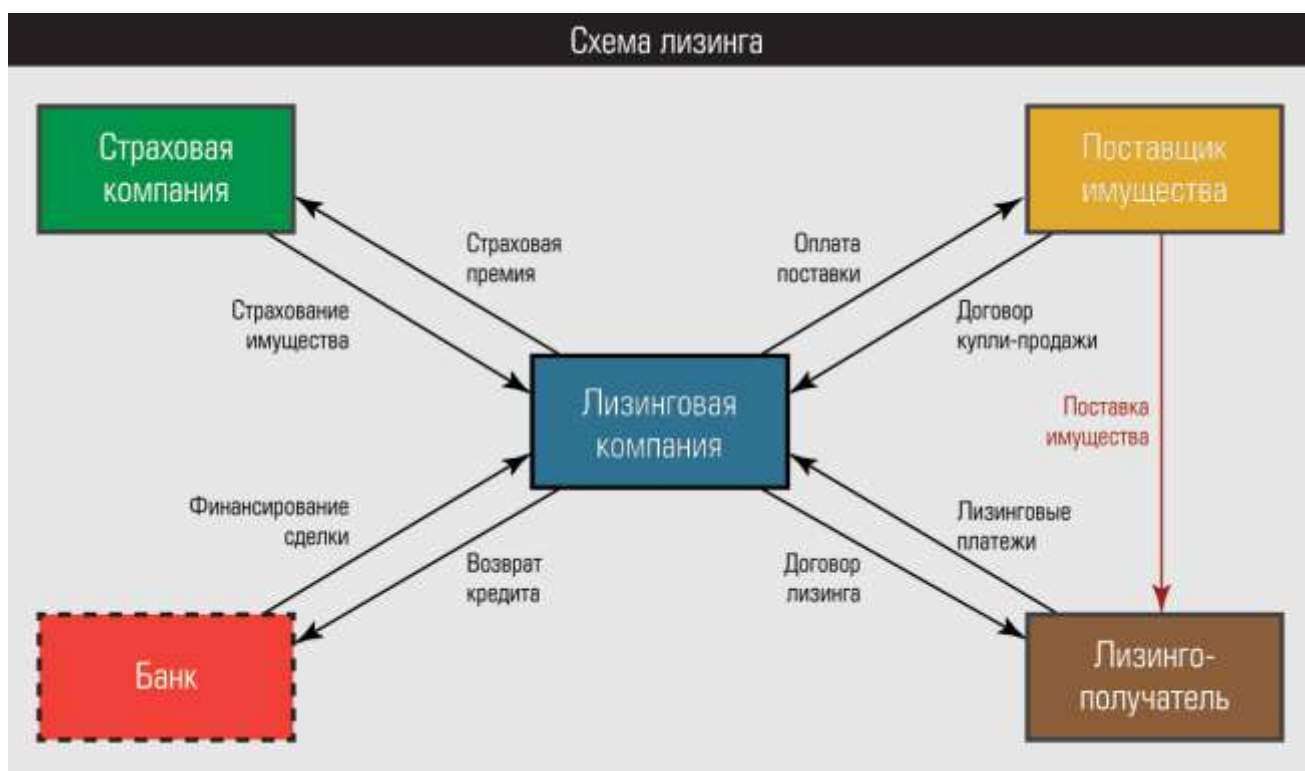 Схема лизинга
Страховая
компания
Поставщик
имущества
Страховая
премия
Оплата
поставки
Страхование
имущества
Договор
купли-продажи
Лизинговая
компания
Поставка
имущества
Финансирование
сделки
Лизинговые
платежи
Возврат
кредита
Договор
лизинга
Банк
Лизинго-
получатель